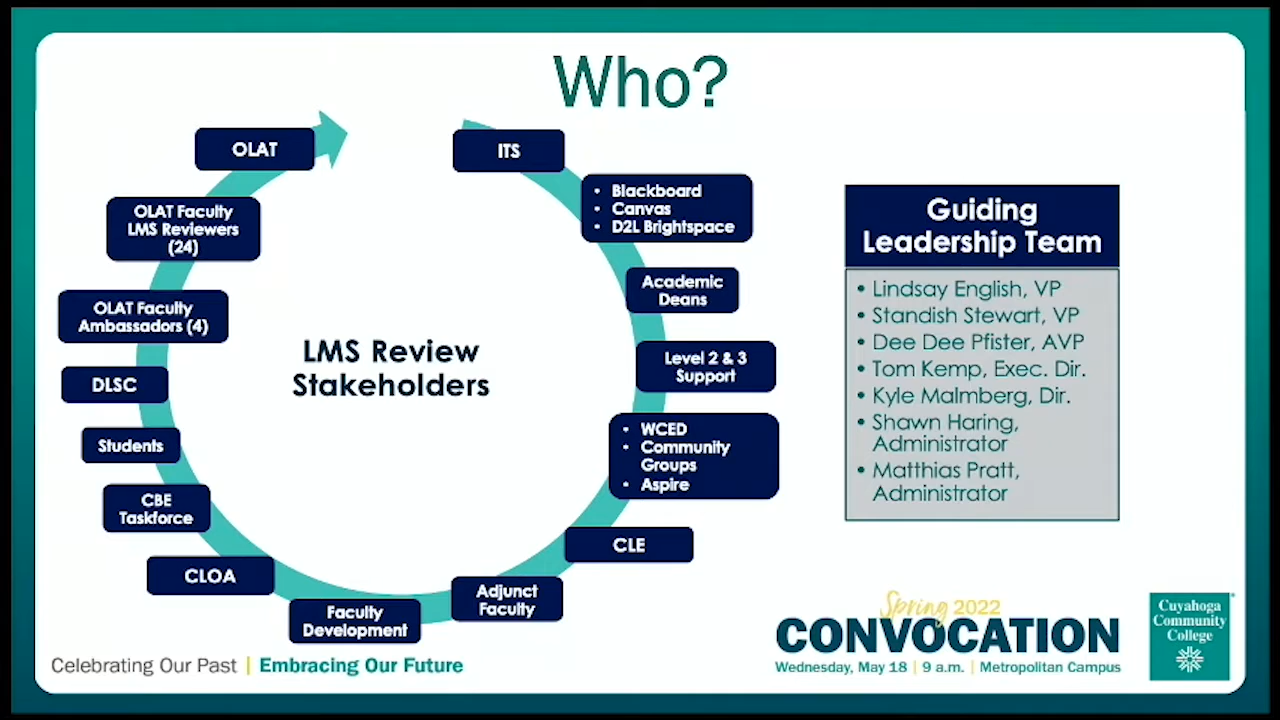 Who?
OLAT
ITS
OLAT Faculty
LMS Reviewers
(24)
• Blackboard
• Canvas
• D2L Brightspace
OLAT Faculty
Ambassadors (4)
Academic
Deans
DLSC
Level 2 & 3
Support
Students
• WCED
• Community
Groups
• Aspire
CBE
Taskforce
CLE
CLOA
Adjunct
Faculty
Faculty
Development
LMS Review
Stakeholders
Guiding
Leadership Team
• Lindsay English, VP
• Standish Stewart, VP
• Dee Dee Pfister, AVP
• Tom Kemp, Exec. Dir.
• Kyle Malmberg, Dir.
• Shawn Haring,
Administrator
• Matthias Pratt,
Administrator
Celebrating Our Past | Embracing Our Future
Spring 2022
CONVOCATION
Wednesday, May 18 | 9 a.m. | Metropolitan Campus
Cuyahoga
Community
College